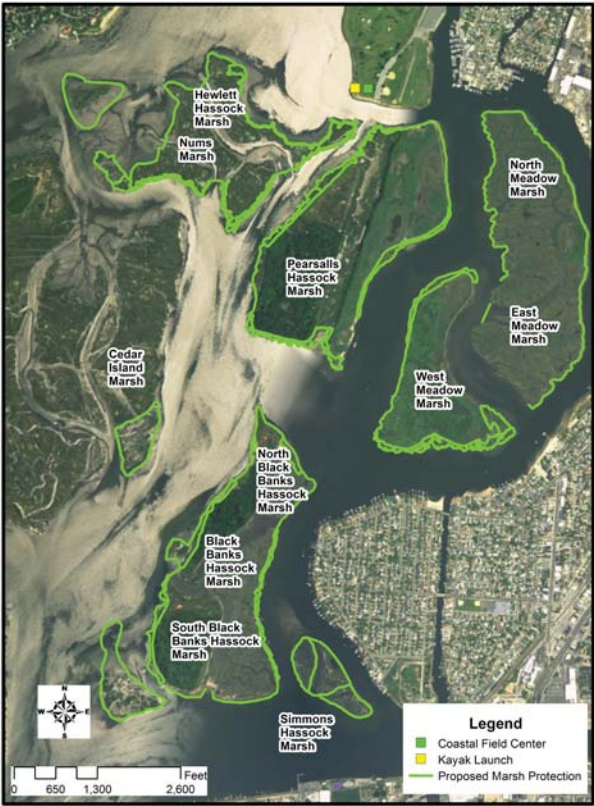 Hewlett
Hassock
Marsh
Nums
Marsh
North
Meadow
Marsh
Pearsalls
Hassock
Marsh
East
Meadow
Marsh
Cedar
Island
Marsh
West
Meadow
Marsh
North
Black
Banks
Hassock
Marsh
Black
Banks
Hassock
Marsh
South Black
Banks Hassock
Marsh
Simmons
Hassock
Marsh
N
W E
S
Feet
0 650 1,300 2,600
Legend
Coastal Field Center
Kayak Launch
Proposed Marsh Protection